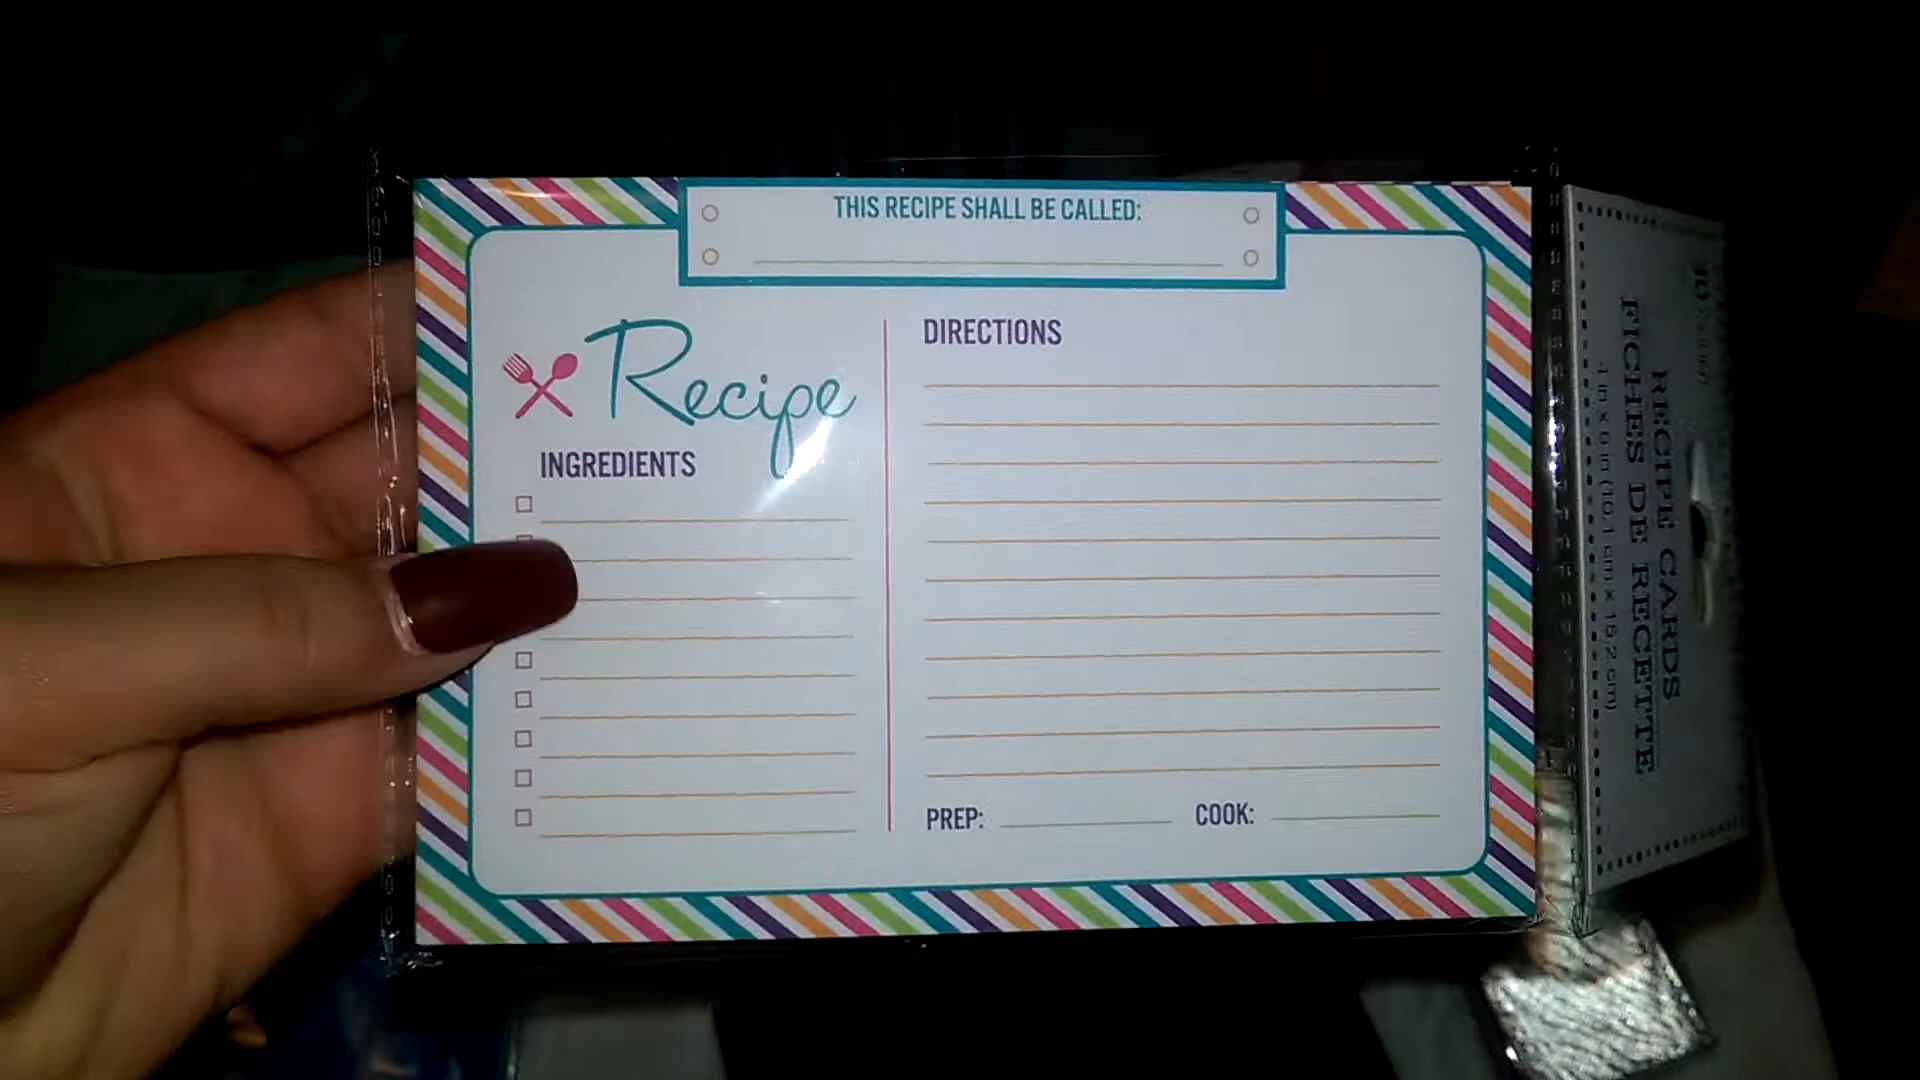 THIS RECIPE SHALL BE CALLED:
Recipe
INGREDIENTS
DIRECTIONS
PREP:
COOK:
RECIPE CARDS
FICHES DE RECETTE